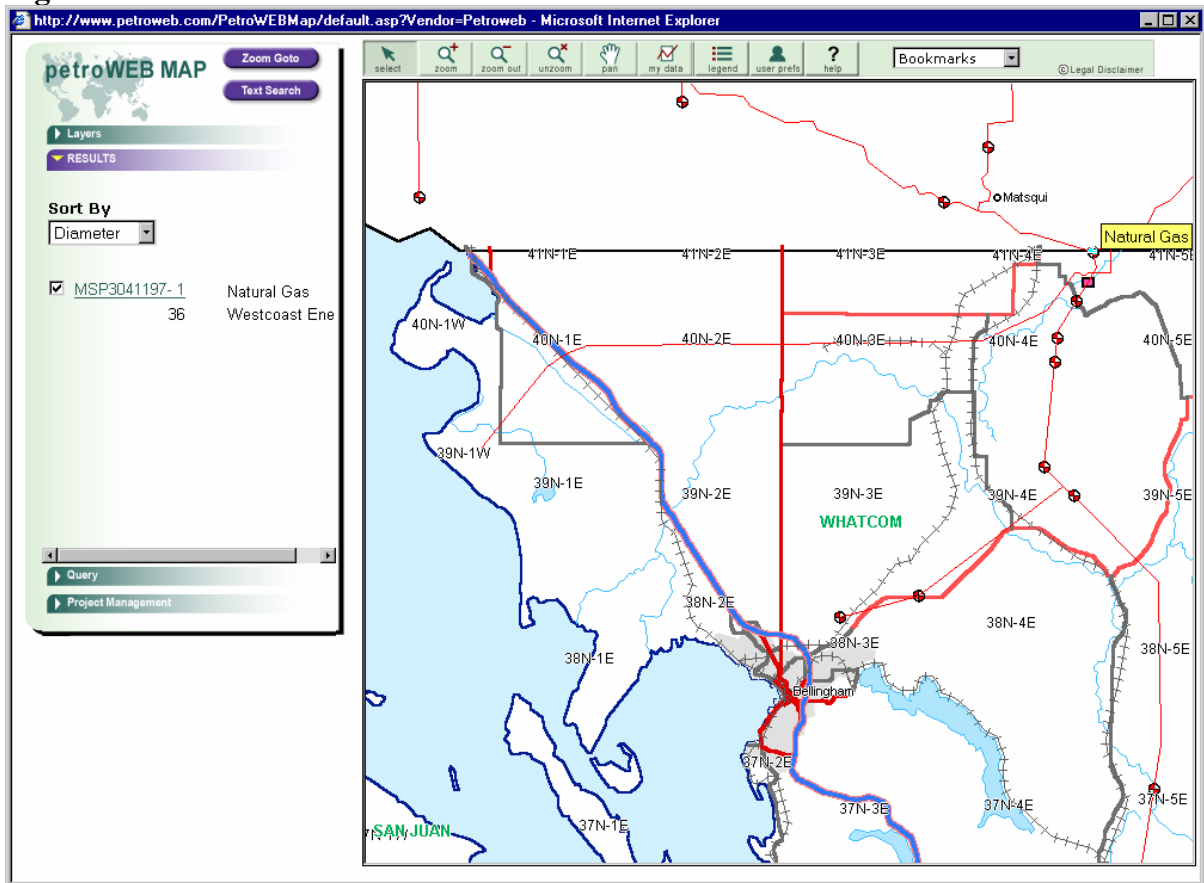 http://www.petroweb.com/PetroWEBMap/default.asp?Vendor=Petroweb - Microsoft Internet Explorer
petroWEB MAP
Zoom Goto
Text Search
Layers
RESULTS
Sort By
Diameter
MSP3041197- 1 Natural Gas
36 Westcoast Ene
Query
Project Management
select zoom zoom out unzoom pan my data legend user prefs help
Bookmarks
©Legal Disclaimer
Matsqui
Natural Gas
41N-1E 41N-2E 41N-3E 41N-4E 41N-5E
40N-1W
40N-1E 40N-2E 40N-3E 40N-4E 40N-5E
39N-1W
39N-1E 39N-2E 39N-3E 39N-4E 39N-5E
WHATCOM
38N-2E
38N-4E
38N-1E 38N-3E 38N-5E
Bellingham
37N-2E
37N-3E 37N-4E 37N-5E
37N-1E
SAN JUAN